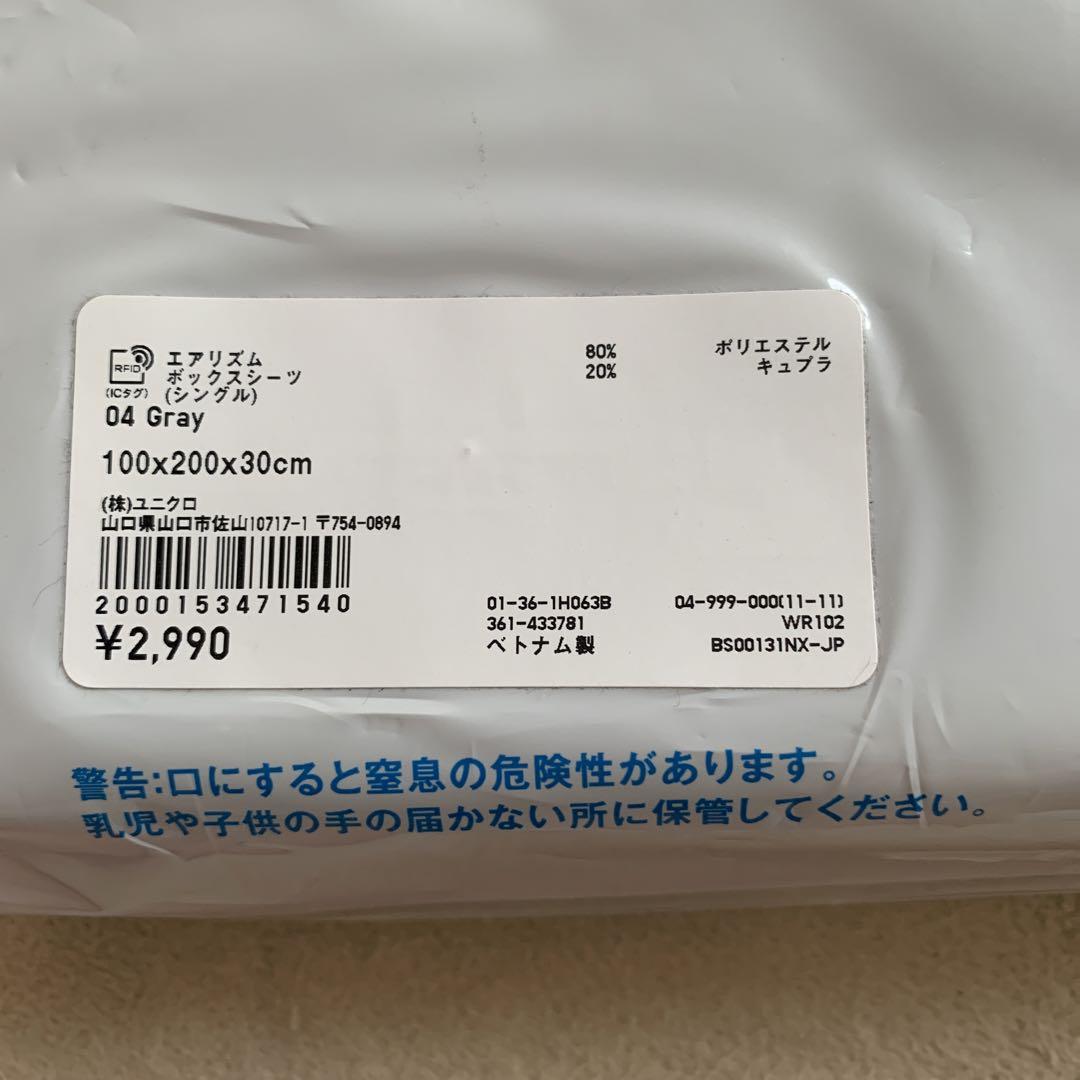 RFID
(ICタグ)
エアリズム
ボックスシーツ
(シングル)
04 Gray
80% ポリエステル
20% キュプラ
100x200x30cm
(株)ユニクロ
山口県山口市佐山10717-1 〒754-0894
2000153471540
¥2,990
01-36-1H063B 04-999-000(11-11)
361-433781 WR102
ベトナム製 BS00131NX-JP
警告:口にすると窒息の危険性があります。
乳児や子供の手の届かない所に保管してください。